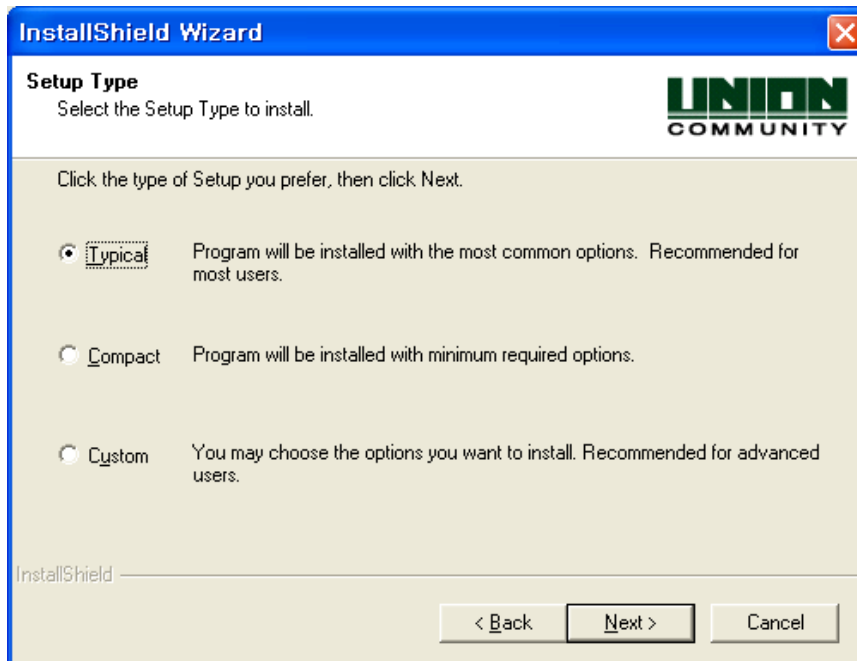 InstallShield Wizard
Setup Type
Select the Setup Type to install.
UNION
COMMUNITY
Click the type of Setup you prefer, then click Next.
Typical
Program will be installed with the most common options.  Recommended for
most users.
Compact
Program will be installed with minimum required options.
Custom
You may choose the options you want to install. Recommended for advanced
users.
InstallShield
< Back
Next >
Cancel